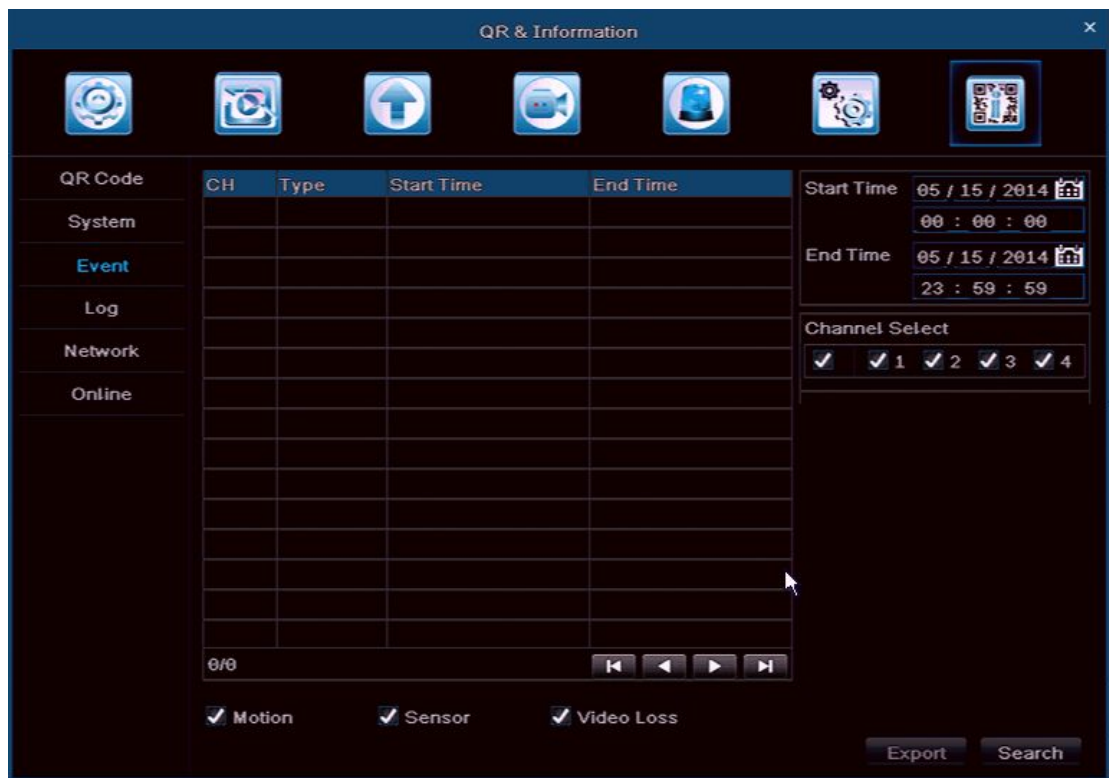 QR & Information
QR Code
System
Event
Log
Network
Online
CH Type Start Time End Time
0/0
Motion Sensor Video Loss
Start Time 05 / 15 / 2014
00 : 00 : 00
End Time 05 / 15 / 2014
23 : 59 : 59
Channel Select
1 2 3 4
Export Search